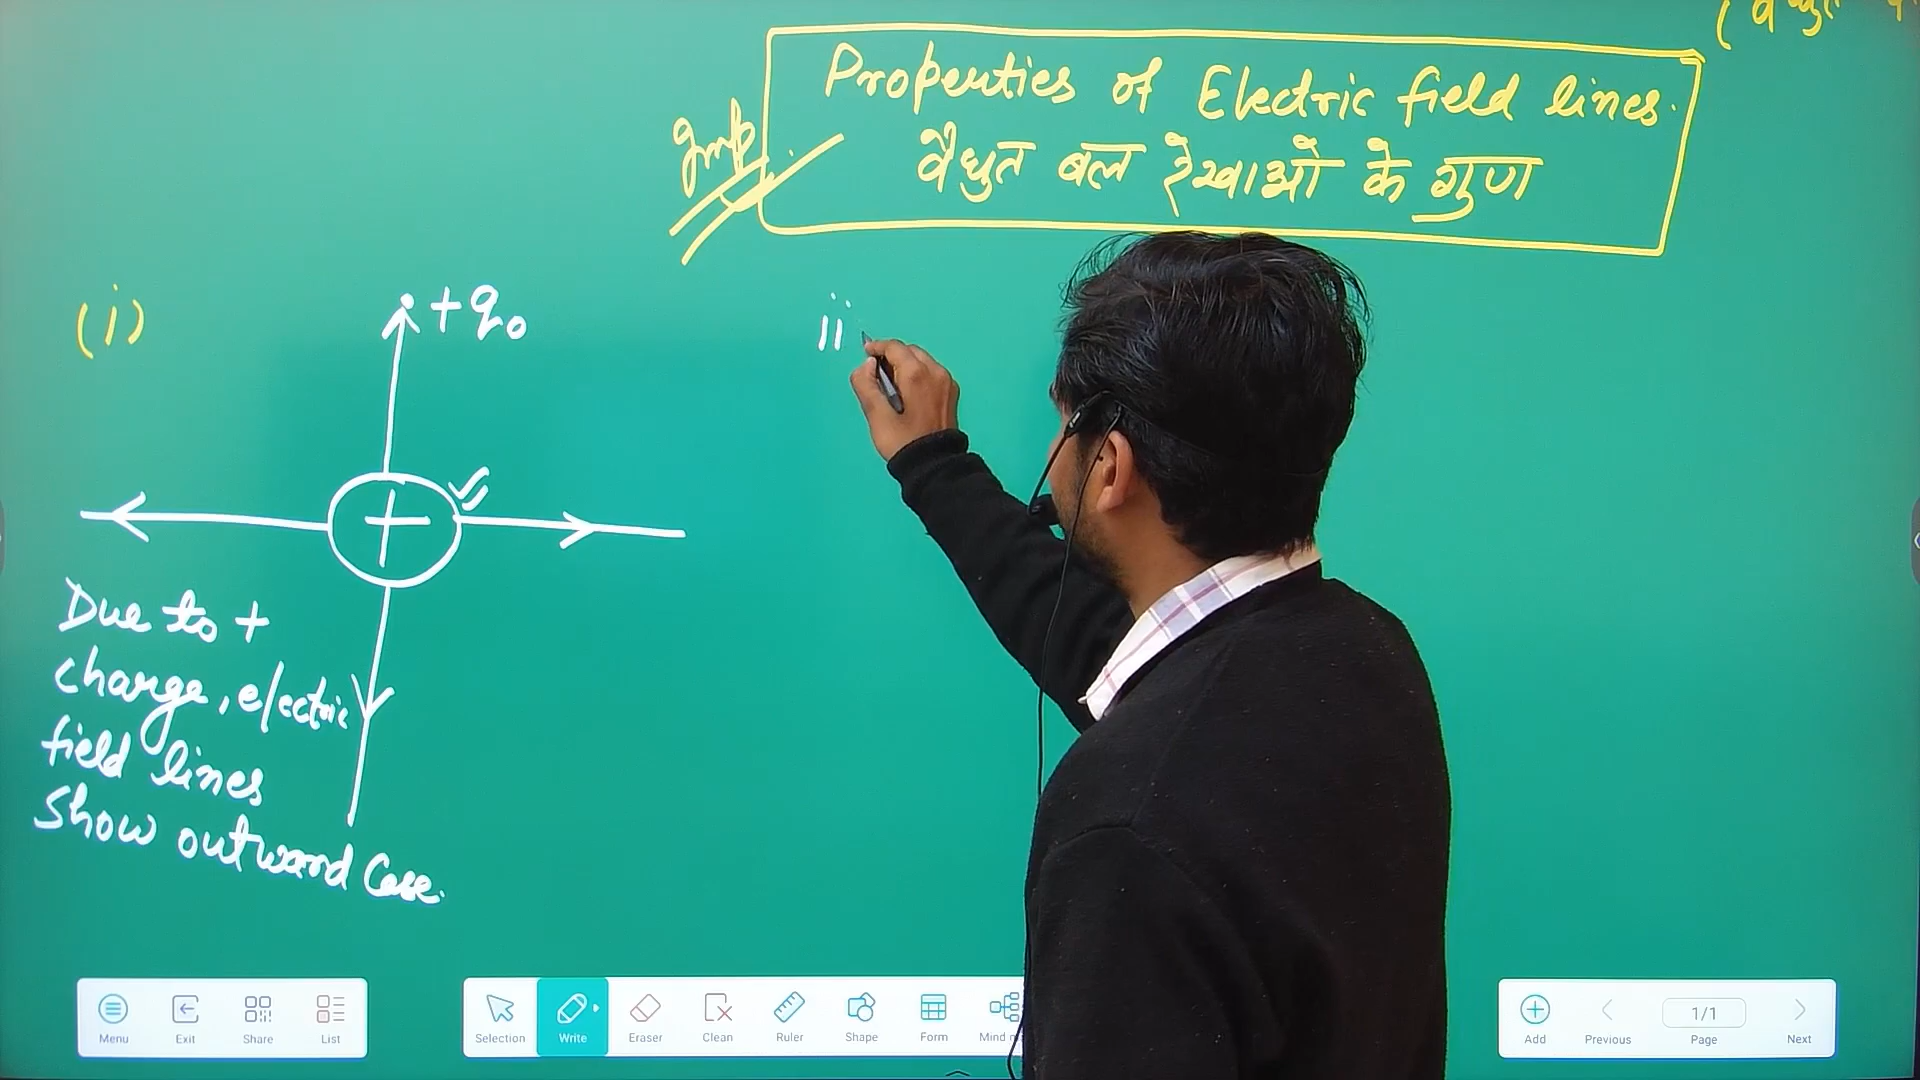 Properties of Electric field lines.
वैधुत बल रेखाओं के गुण
Imp.
(i)
+q₀
+
Due to +
charge, electric
field lines
Show outward Case.
ii
Menu
Exit
Share
List
Selection
Write
Eraser
Clean
Ruler
Shape
Form
Mind
Add
Previous
1/1
Page
Next